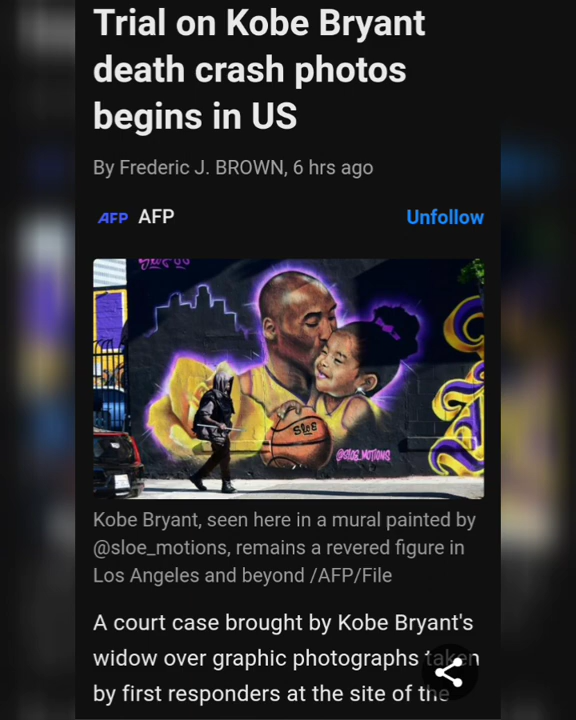 Trial on Kobe Bryant
death crash photos
begins in US
By Frederic J. BROWN, 6 hrs ago
AFP AFP
Unfollow
SLOE
@SLOE_MOTIONS
Kobe Bryant, seen here in a mural painted by
@sloe_motions, remains a revered figure in
Los Angeles and beyond /AFP/File
A court case brought by Kobe Bryant's
widow over graphic photographs taken
by first responders at the site of the